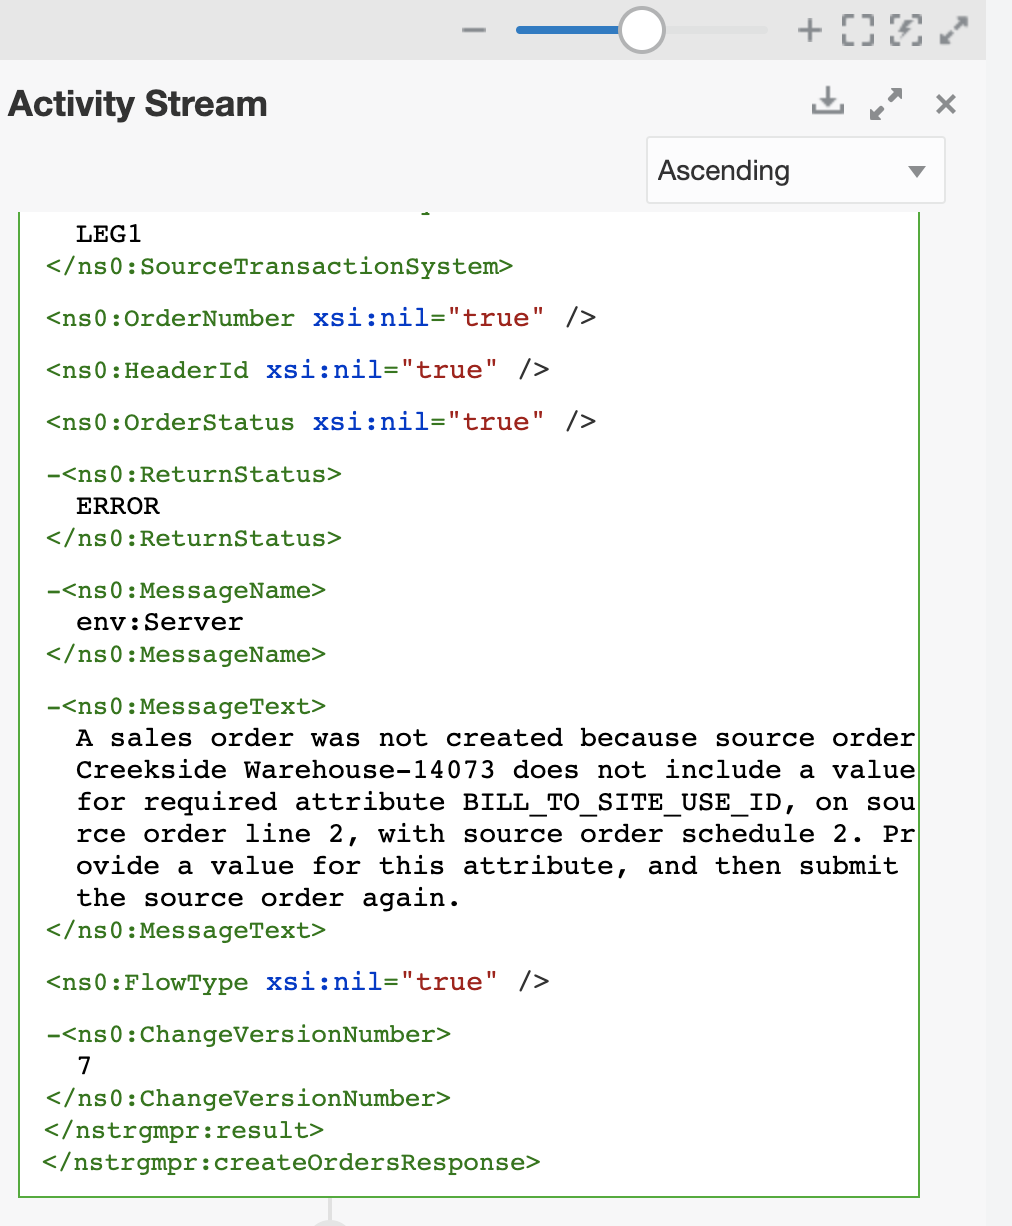 Activity Stream
Ascending
LEG1
</ns0:SourceTransactionSystem>
<ns0:OrderNumber xsi:nil="true" />
<ns0:HeaderId xsi:nil="true" />
<ns0:OrderStatus xsi:nil="true" />
–<ns0:ReturnStatus>
ERROR
</ns0:ReturnStatus>
–<ns0:MessageName>
env:Server
</ns0:MessageName>
–<ns0:MessageText>
A sales order was not created because source order
Creekside Warehouse–14073 does not include a value
for required attribute BILL_TO_SITE_USE_ID, on sou
rce order line 2, with source order schedule 2. Pr
ovide a value for this attribute, and then submit
the source order again.
</ns0:MessageText>
<ns0:FlowType xsi:nil="true" />
–<ns0:ChangeVersionNumber>
7
</ns0:ChangeVersionNumber>
</nstrgmpr:result>
</nstrgmpr:createOrdersResponse>